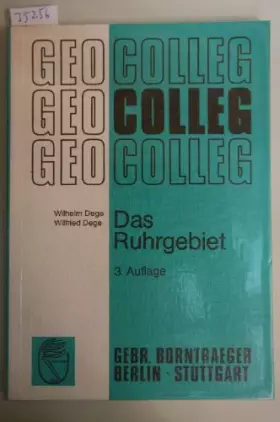 35256
GEO COLLEG
GEO COLLEG
GEO COLLEG
Wilhelm Dege
Wilfried Dege
Das
Ruhrgebiet
3. Auflage
GEBR. BORNTRAEGER
BERLIN · STUTTGART